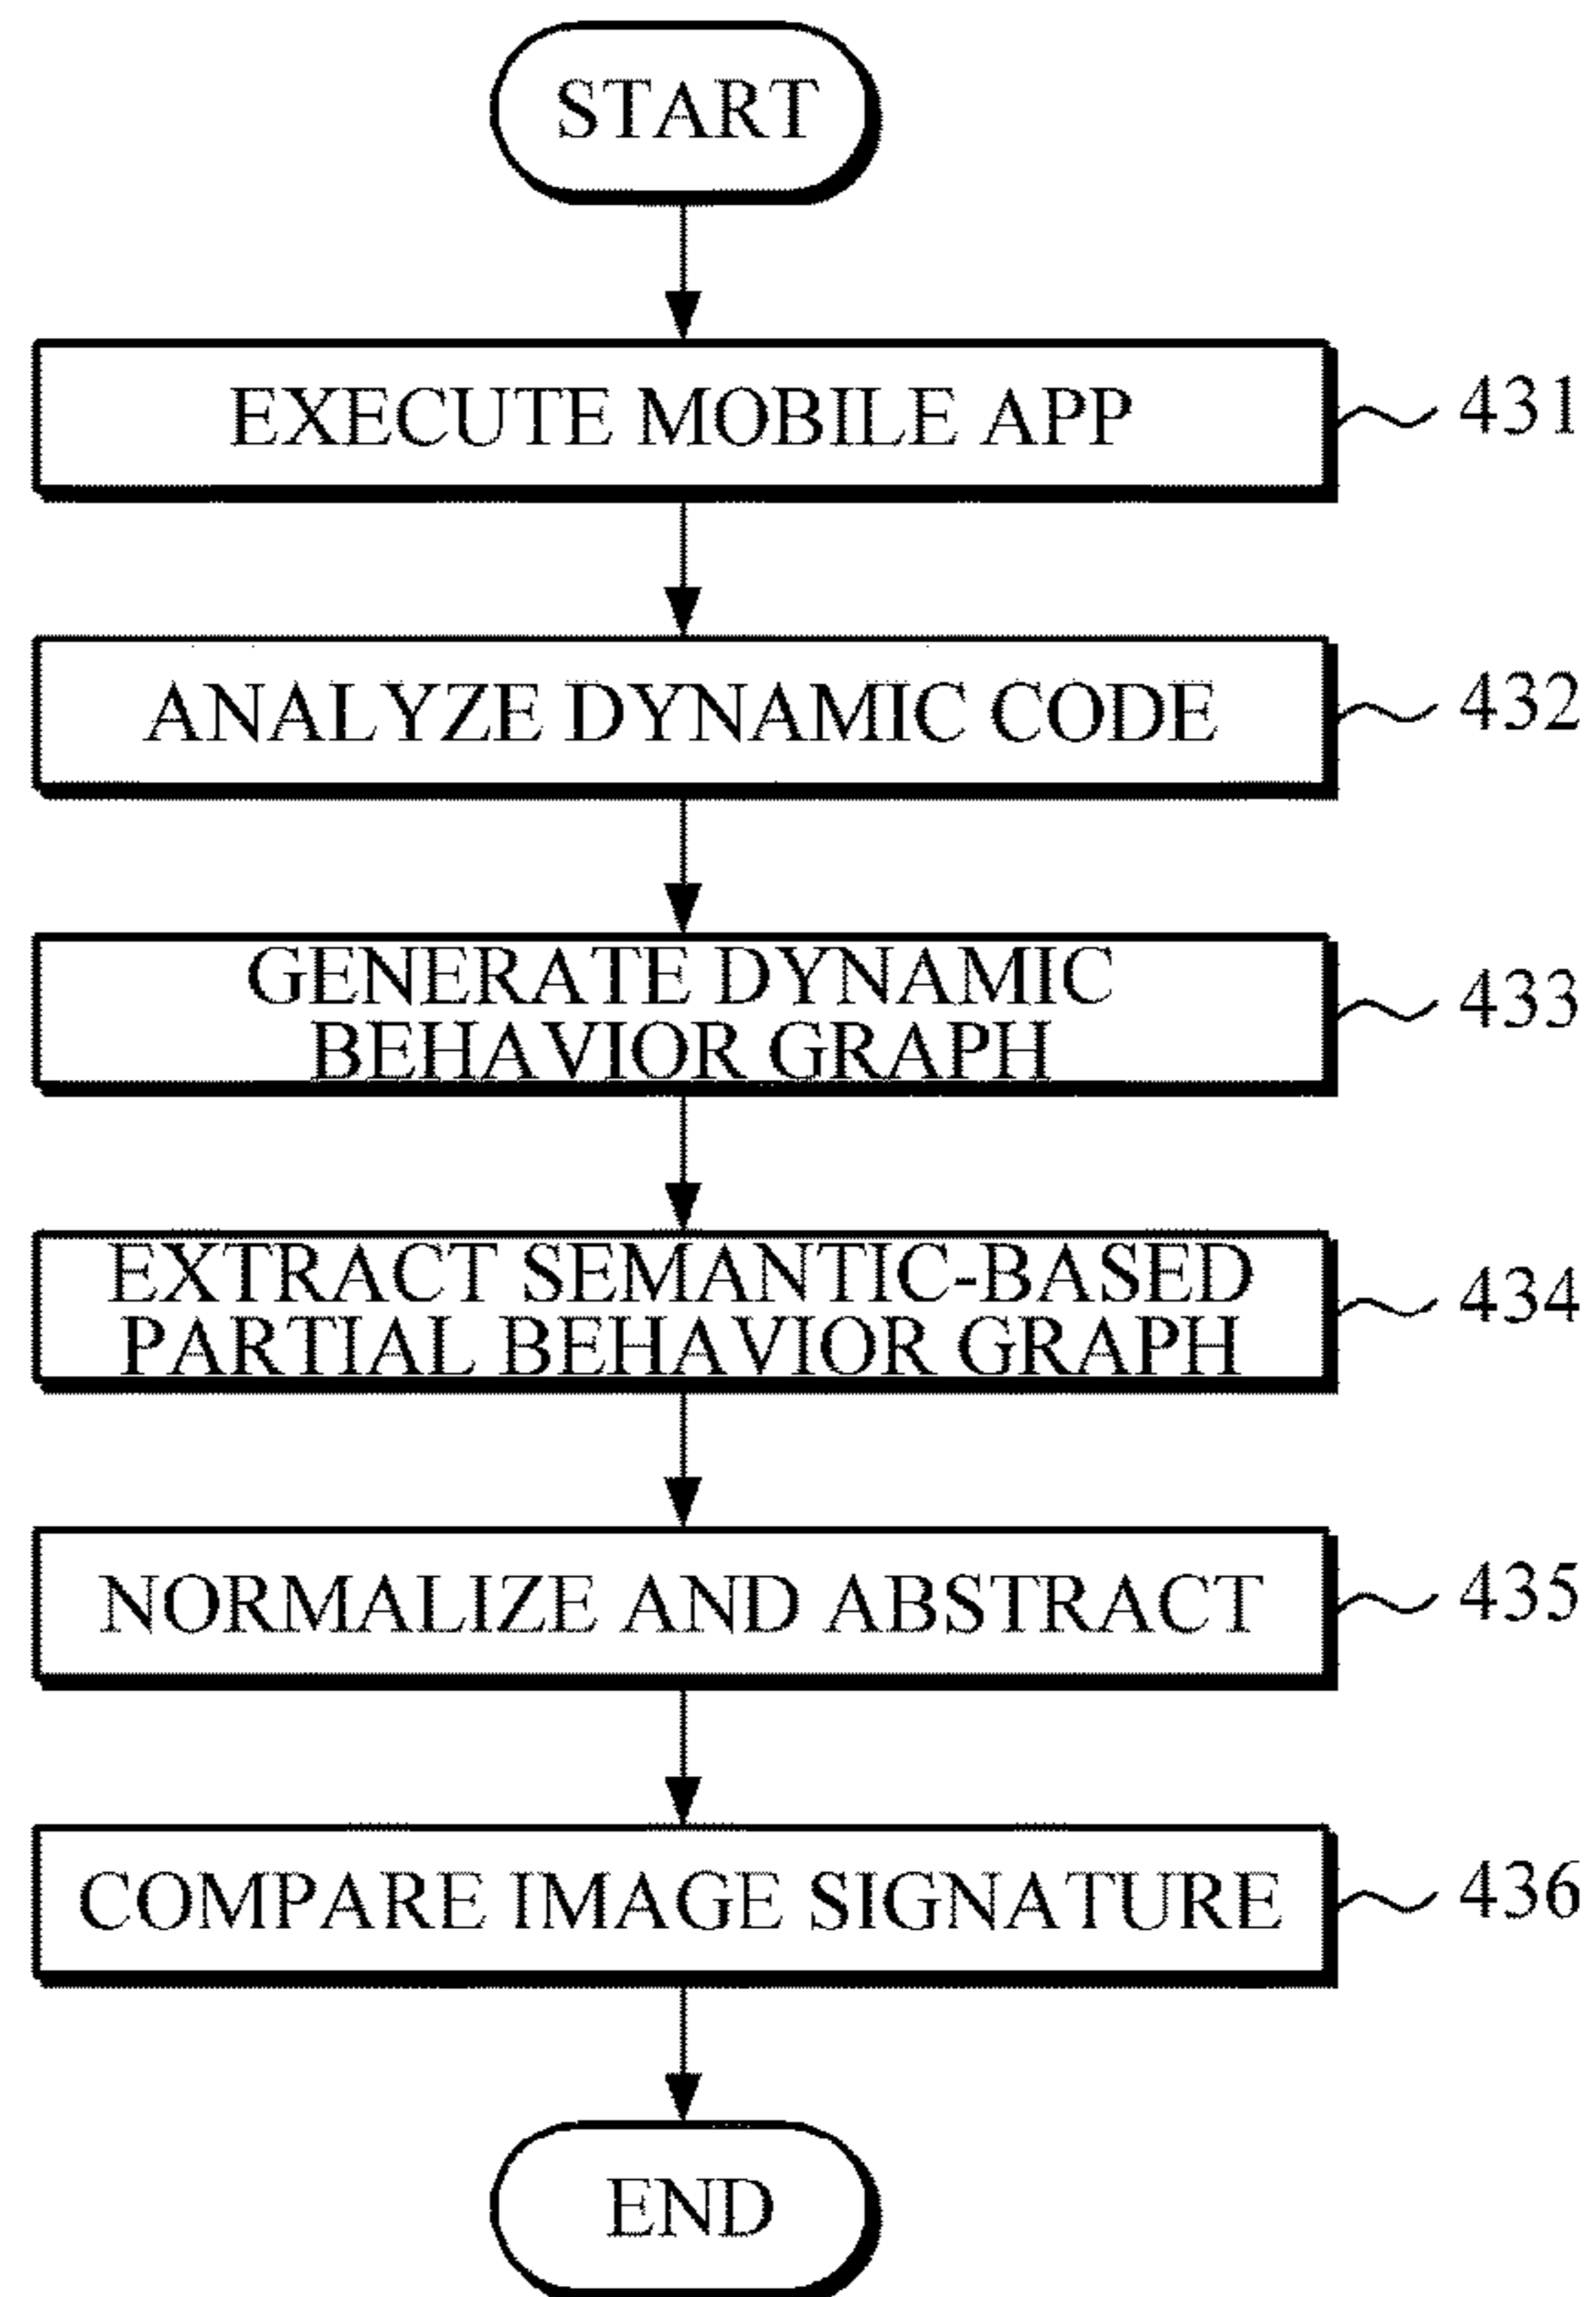 START
EXECUTE MOBILE APP
431
ANALYZE DYNAMIC CODE
432
GENERATE DYNAMIC
BEHAVIOR GRAPH
433
EXTRACT SEMANTIC-BASED
PARTIAL BEHAVIOR GRAPH
434
NORMALIZE AND ABSTRACT
435
COMPARE IMAGE SIGNATURE
436
END